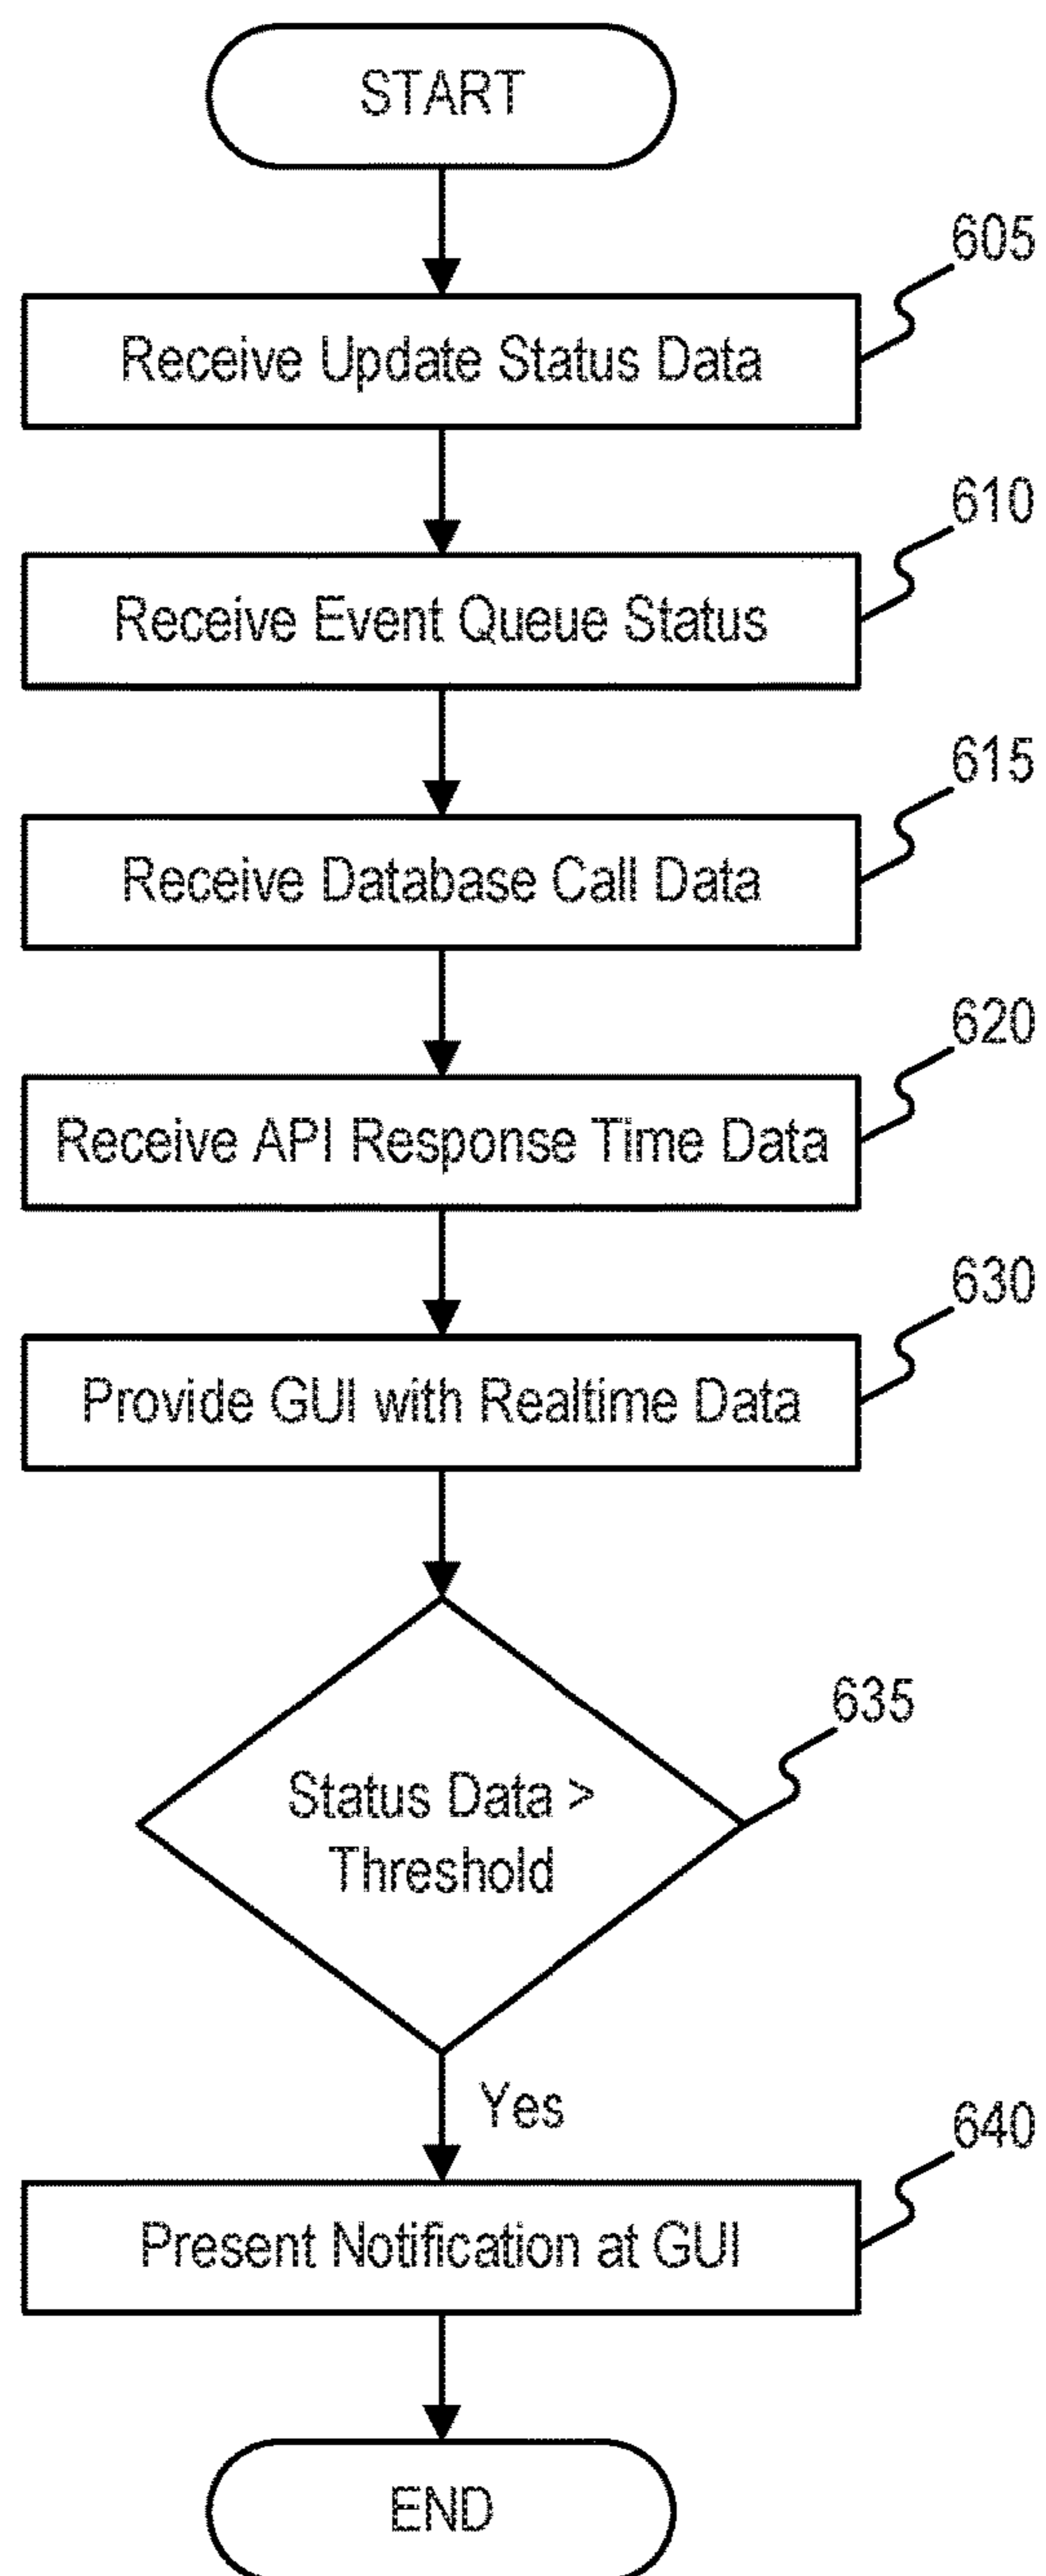 START
605
Receive Update Status Data
610
Receive Event Queue Status
615
Receive Database Call Data
620
Receive API Response Time Data
630
Provide GUI with Realtime Data
635
Status Data >
Threshold
Yes
640
Present Notification at GUI
END